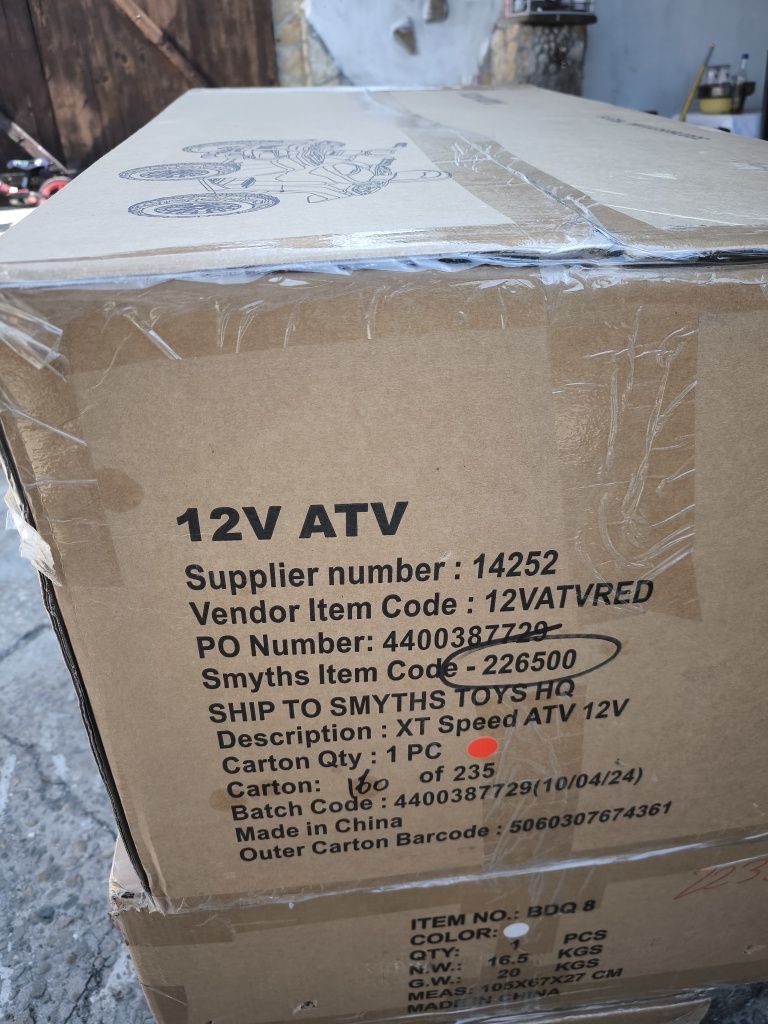 12V ATV
Supplier number : 14252
Vendor Item Code : 12VATVRED
PO Number: 4400387729
Smyths Item Code - 226500
SHIP TO SMYTHS TOYS HQ
Description : XT Speed ATV 12V
Carton Qty : 1 PC
Carton: 160 of 235
Batch Code : 4400387729(10/04/24)
Made in China
Outer Carton Barcode : 5060307674361
ITEM NO.: BDQ 8
COLOR:
QTY: 1 PCS
N.W.: 16.5 KGS
G.W.: 20 KGS
MEAS: 105X67X27 CM
MADE IN CHINA